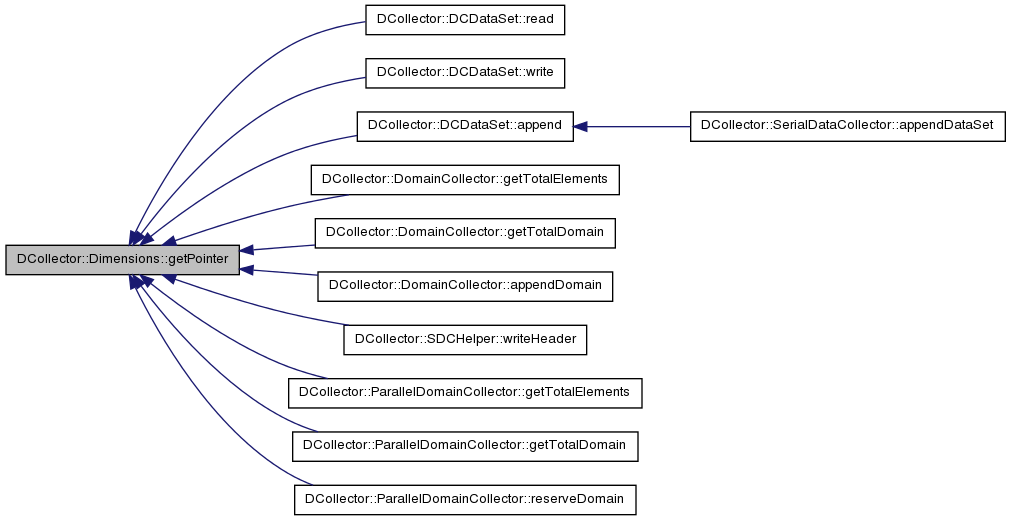 DCollector::DCDataSet::read
DCollector::DCDataSet::write
DCollector::DCDataSet::append
DCollector::SerialDataCollector::appendDataSet
DCollector::DomainCollector::getTotalElements
DCollector::DomainCollector::getTotalDomain
DCollector::Dimensions::getPointer
DCollector::DomainCollector::appendDomain
DCollector::SDCHelper::writeHeader
DCollector::ParallelDomainCollector::getTotalElements
DCollector::ParallelDomainCollector::getTotalDomain
DCollector::ParallelDomainCollector::reserveDomain